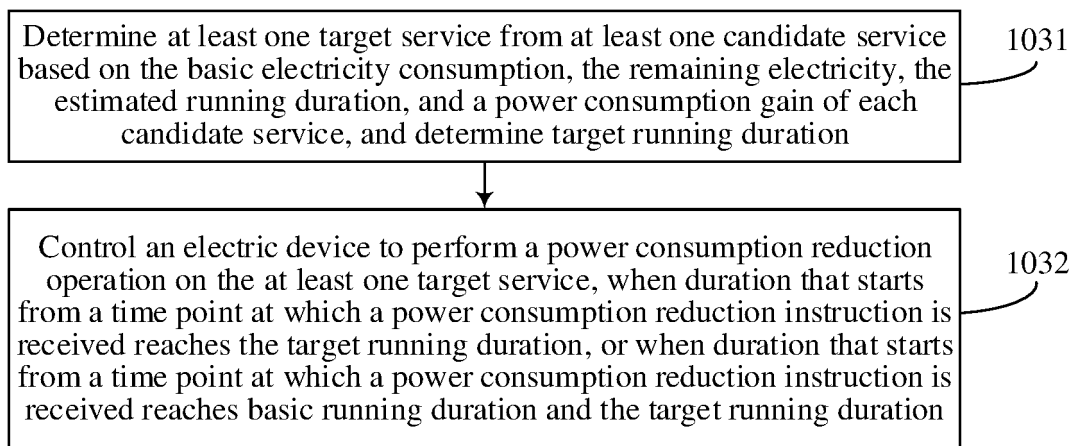 Determine at least one target service from at least one candidate service
based on the basic electricity consumption, the remaining electricity, the
estimated running duration, and a power consumption gain of each
candidate service, and determine target running duration
1031
Control an electric device to perform a power consumption reduction
operation on the at least one target service, when duration that starts
from a time point at which a power consumption reduction instruction is
received reaches the target running duration, or when duration that starts
from a time point at which a power consumption reduction instruction is
received reaches basic running duration and the target running duration
1032